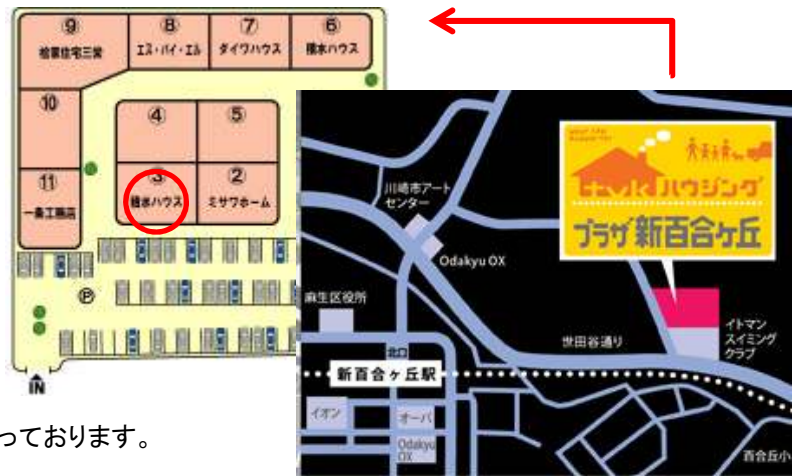 ⑨
桧家住宅三栄
⑧
エス・バイ・エル
⑦
ダイワハウス
⑥
積水ハウス
⑩
④
⑤
⑪
一条工務店
③
積水ハウス
②
ミサワホーム
Ⓟ
IN
tvkハウジング
プラザ新百合ヶ丘
川崎市アート
センター
Odakyu OX
麻生区役所
世田谷通り
イトマン
スイミング
クラブ
北口
新百合ヶ丘駅
イオン
オーパ
Odakyu
OX
百合丘小
っております。